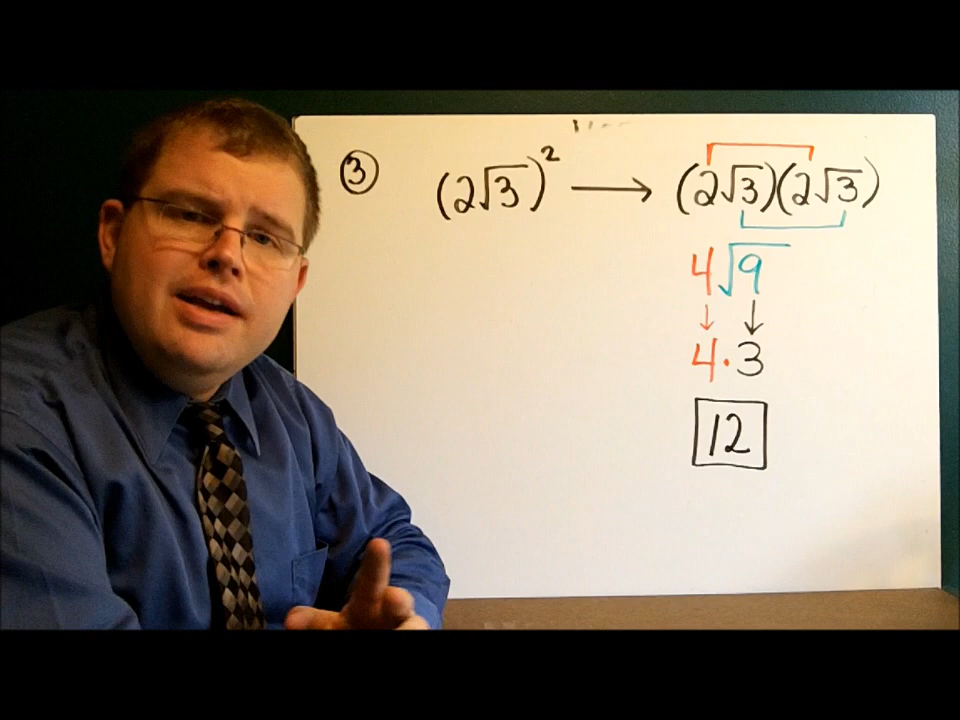 ③ (2√3)² → (2√3)(2√3)
4√9
↓ ↓
4·3
12